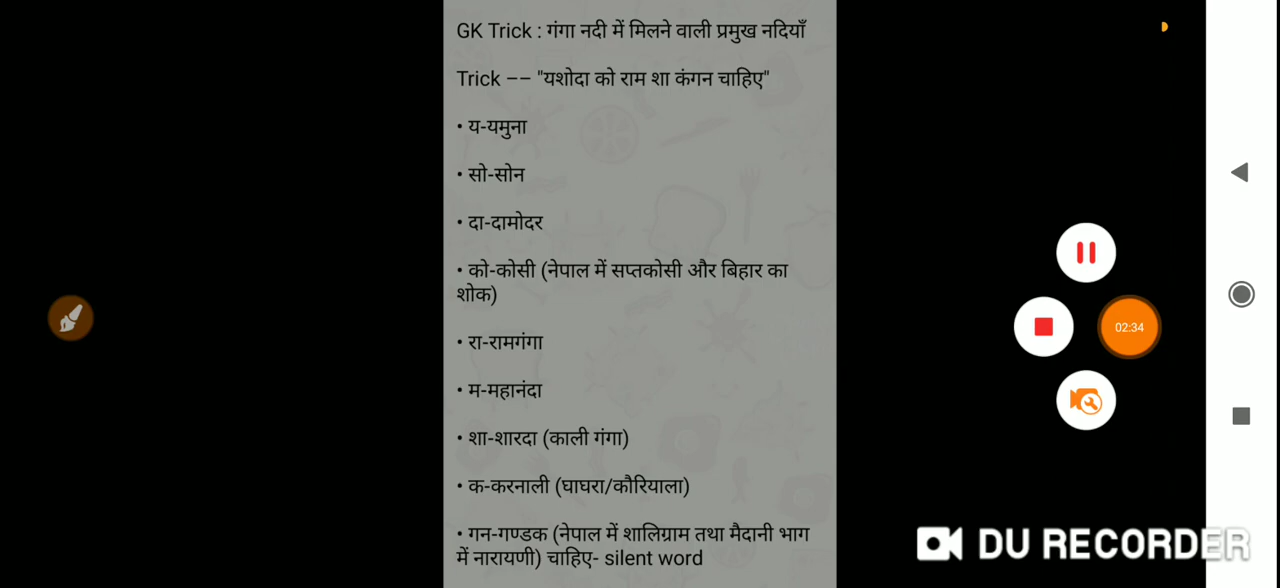 GK Trick : गंगा नदी में मिलने वाली प्रमुख नदियाँ
Trick –– "यशोदा को राम शा कंगन चाहिए"
• य-यमुना
• सो-सोन
• दा-दामोदर
• को-कोसी (नेपाल में सप्तकोसी और बिहार का
शोक)
• रा-रामगंगा
• म-महानंदा
• शा-शारदा (काली गंगा)
• क-करनाली (घाघरा/कौरियाला)
• गन-गण्डक (नेपाल में शालिग्राम तथा मैदानी भाग
में नारायणी) चाहिए- silent word
02:34
DU RECORDER